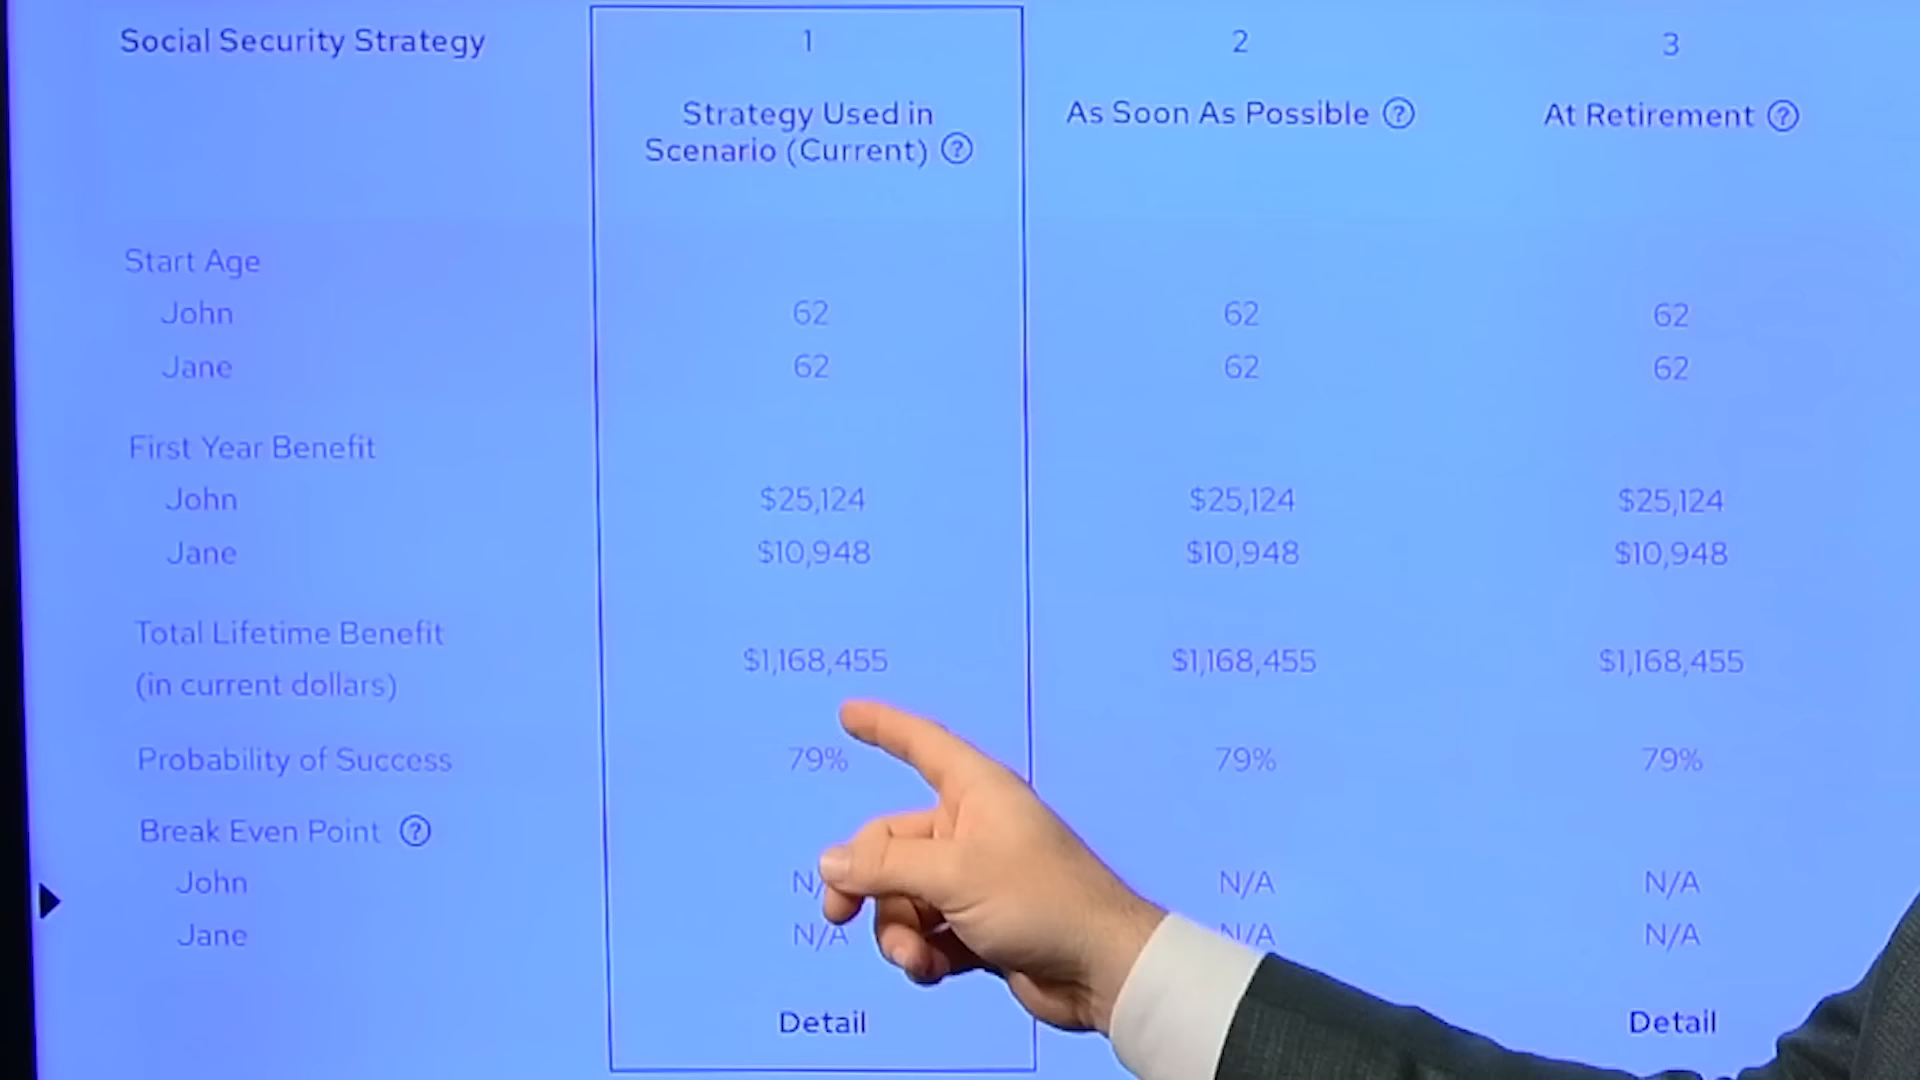 Social Security Strategy 1 2 3
Strategy Used in As Soon As Possible ? At Retirement ?
Scenario (Current) ?
Start Age
John 62 62 62
Jane 62 62 62
First Year Benefit
John $25,124 $25,124 $25,124
Jane $10,948 $10,948 $10,948
Total Lifetime Benefit
$1,168,455 $1,168,455 $1,168,455
(in current dollars)
Probability of Success 79% 79% 79%
Break Even Point ?
John N/ N/A N/A
Jane N/A N/A N/A
Detail Detail